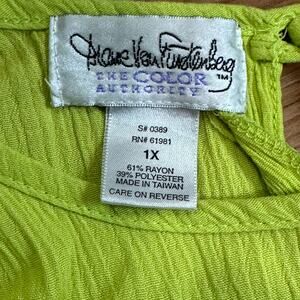 Diane Von Furstenberg
THE COLOR TM
AUTHORITY
S# 0389
RN# 61981
1X
61% RAYON
39% POLYESTER
MADE IN TAIWAN
CARE ON REVERSE